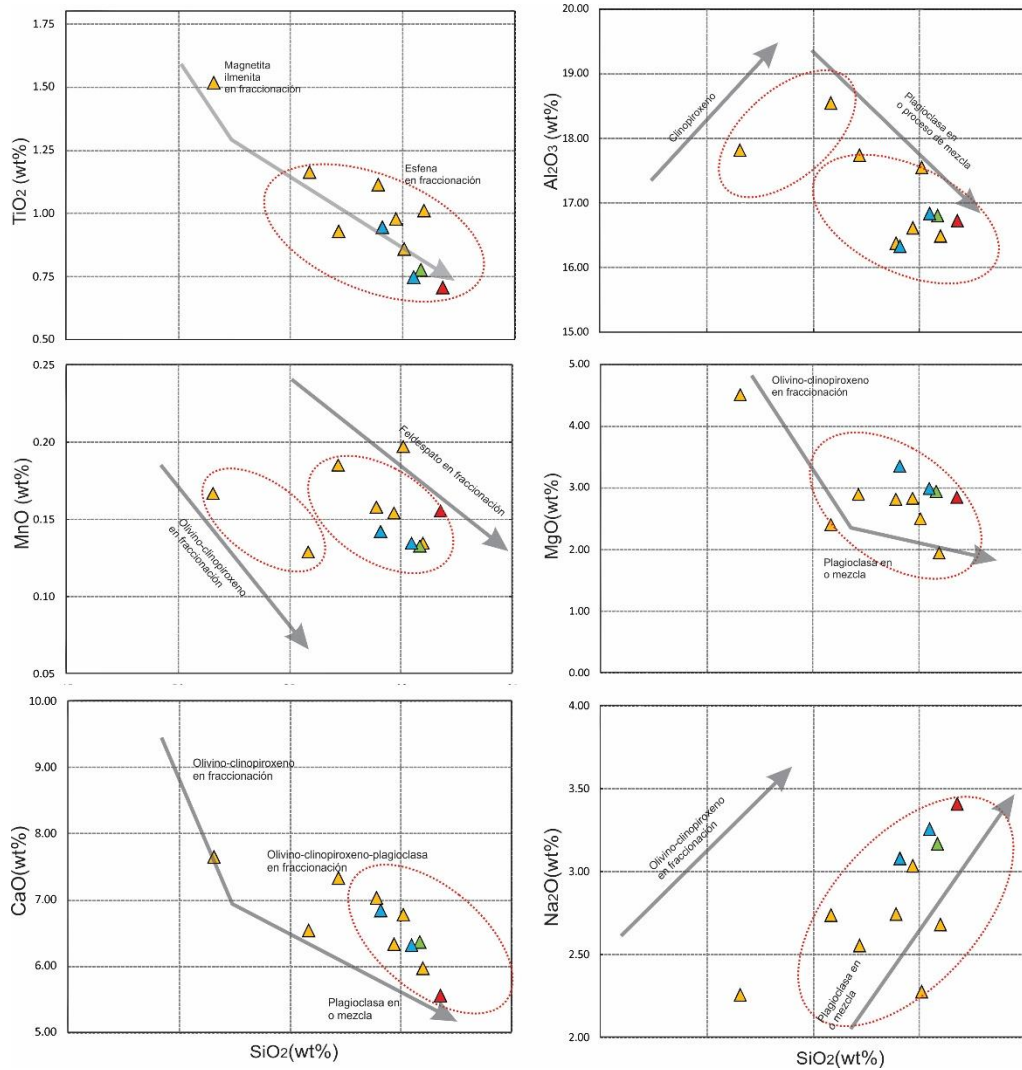 1.75
1.50
1.25
1.00
0.75
0.50
TiO2 (wt%)
Magnetita
ilmenita
en fraccionación
Esfena
en fraccionación
20.00
19.00
18.00
17.00
16.00
15.00
Al2O3 (wt%)
Clinopiroxeno
Plagioclasa en
o proceso de mezcla
0.25
0.20
0.15
0.10
0.05
MnO (wt%)
Olivino-clinopiroxeno
en fraccionación
Feldespato en fraccionación
5.00
4.00
3.00
2.00
1.00
0.00
MgO(wt%)
Olivino-clinopiroxeno
en fraccionación
Plagioclasa en
o mezcla
10.00
9.00
8.00
7.00
6.00
5.00
CaO(wt%)
Olivino-clinopiroxeno
en fraccionación
Olivino-clinopiroxeno-plagioclasa
en fraccionación
Plagioclasa en
o mezcla
SiO2(wt%)
4.00
3.50
3.00
2.50
2.00
Na2O(wt%)
Olivino-clinopiroxeno
en fraccionación
Plagioclasa en
o mezcla
SiO2(wt%)